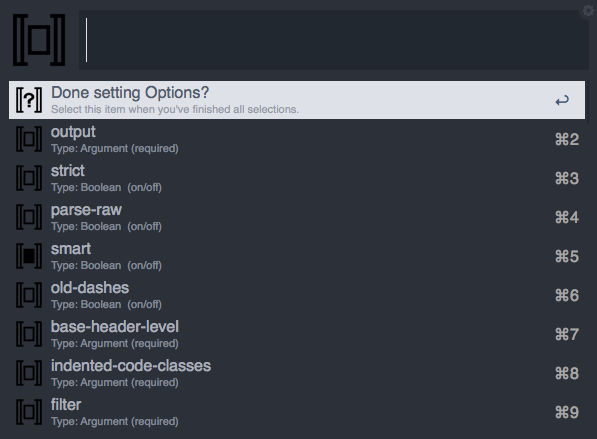 Done setting Options?
Select this item when you've finished all selections.
output
Type: Argument (required)
⌘2
strict
Type: Boolean (on/off)
⌘3
parse-raw
Type: Boolean (on/off)
⌘4
smart
Type: Boolean (on/off)
⌘5
old-dashes
Type: Boolean (on/off)
⌘6
base-header-level
Type: Argument (required)
⌘7
indented-code-classes
Type: Argument (required)
⌘8
filter
Type: Argument (required)
⌘9